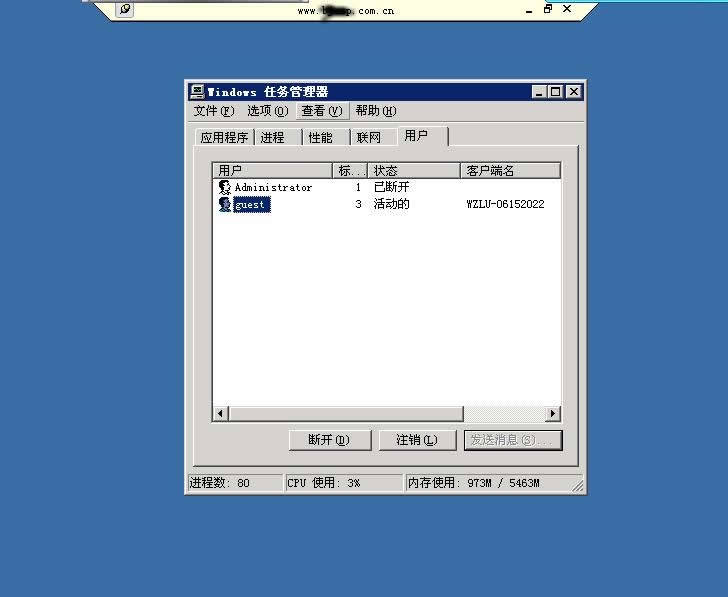 .com.cn
Windows 任务管理器
文件(F) 选项(O) 查看(V) 帮助(H)
应用程序 进程 性能 联网 用户
用户 标... 状态 客户端名
Administrator 1 已断开
guest 3 活动的 WZLU-06152022
断开(D) 注销(L) 发送消息(S)...
进程数: 80 CPU 使用: 3% 内存使用: 973M / 5463M